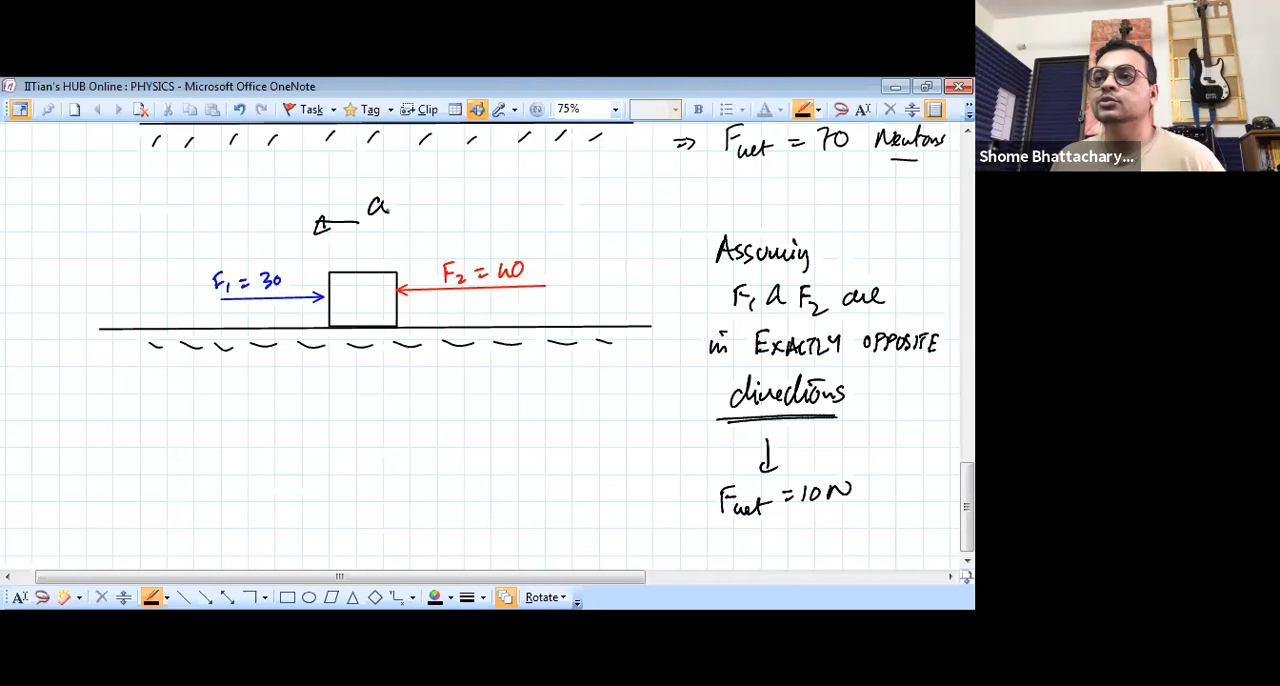 IITian's HUB Online : PHYSICS - Microsoft Office OneNote
Task
Tag
Clip
75%
B
A
⇒ Fnet = 70 Newtons
a
F1 = 30
F2 = 40
Assuming
F1 & F2 are
in EXACTLY OPPOSITE
directions
↓
Fnet = 10 N
Rotate
Shome Bhattachary...